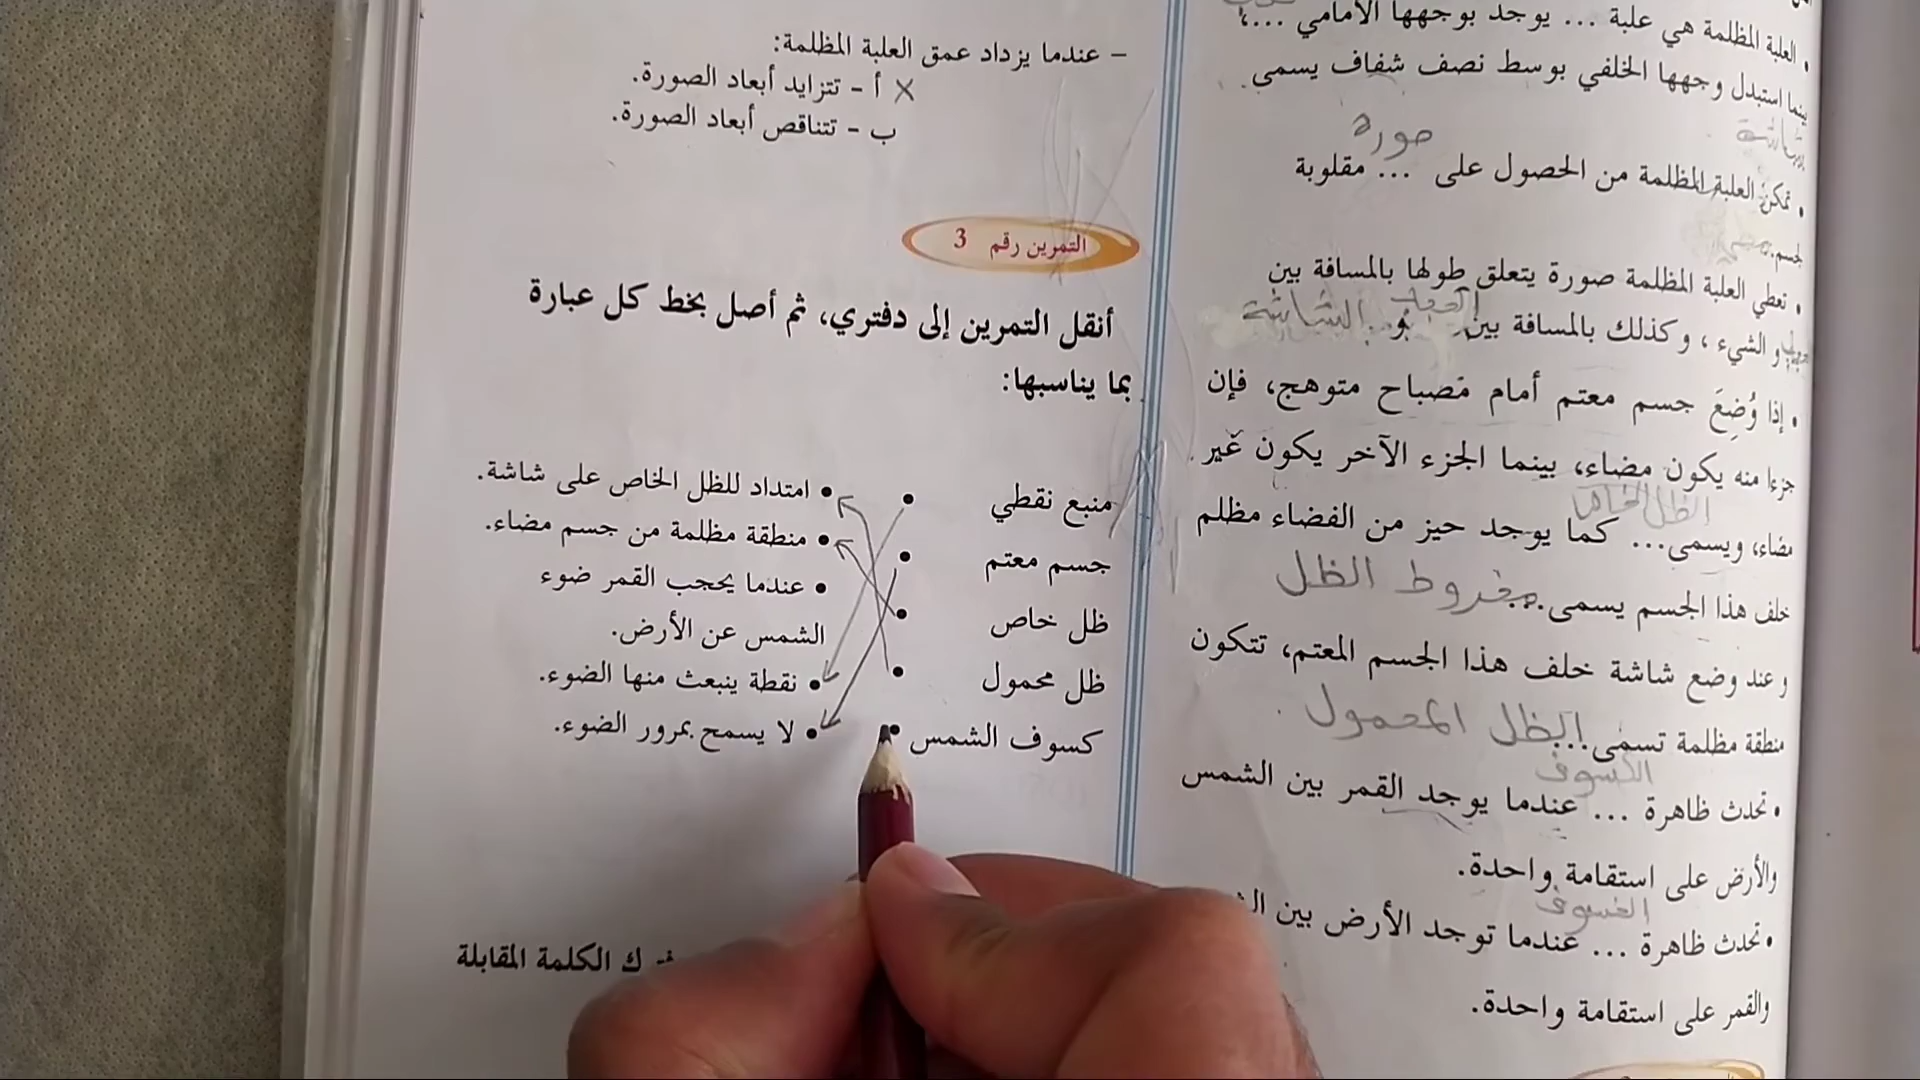 • العلبة المظلمة هي علبة ... يوجد بوجهها الأمامي ...،
بينما استبدل وجهها الخلفي بوسط نصف شفاف يسمى
شاشة
صورة
• تمكن العلبة المظلمة من الحصول على ... مقلوبة
لجسم مضيء
• تعطي العلبة المظلمة صورة يتعلق طولها بالمسافة بين
و الشيء ، وكذلك بالمسافة بين العلبة و الشاشة
• إذا وُضِعَ جسم معتم أمام مصباح متوهج، فإن
جزءا منه يكون مضاء، بينما الجزء الآخر يكون غير
الظل الخاص
مضاء، ويسمى... كما يوجد حيز من الفضاء مظلم
خلف هذا الجسم يسمى... مخروط الظل
وعند وضع شاشة خلف هذا الجسم المعتم، تتكون
منطقة مظلمة تسمى... الظل المحمول
الكسوف
• تحدث ظاهرة ... عندما يوجد القمر بين الشمس
والأرض على استقامة واحدة.
الخسوف
• تحدث ظاهرة ... عندما توجد الأرض بين
والقمر على استقامة واحدة.
– عندما يزداد عمق العلبة المظلمة:
X أ – تتزايد أبعاد الصورة.
ب – تتناقص أبعاد الصورة.
التمرين رقم 3
أنقل التمرين إلى دفتري، ثم أصل بخط كل عبارة
بما يناسبها:
منبع نقطي •
جسم معتم •
ظل خاص •
ظل محمول •
كسوف الشمس •
• امتداد للظل الخاص على شاشة.
• منطقة مظلمة من جسم مضاء.
• عندما يحجب القمر ضوء
الشمس عن الأرض.
• نقطة ينبعث منها الضوء.
• لا يسمح بمرور الضوء.
الكلمة المقابلة